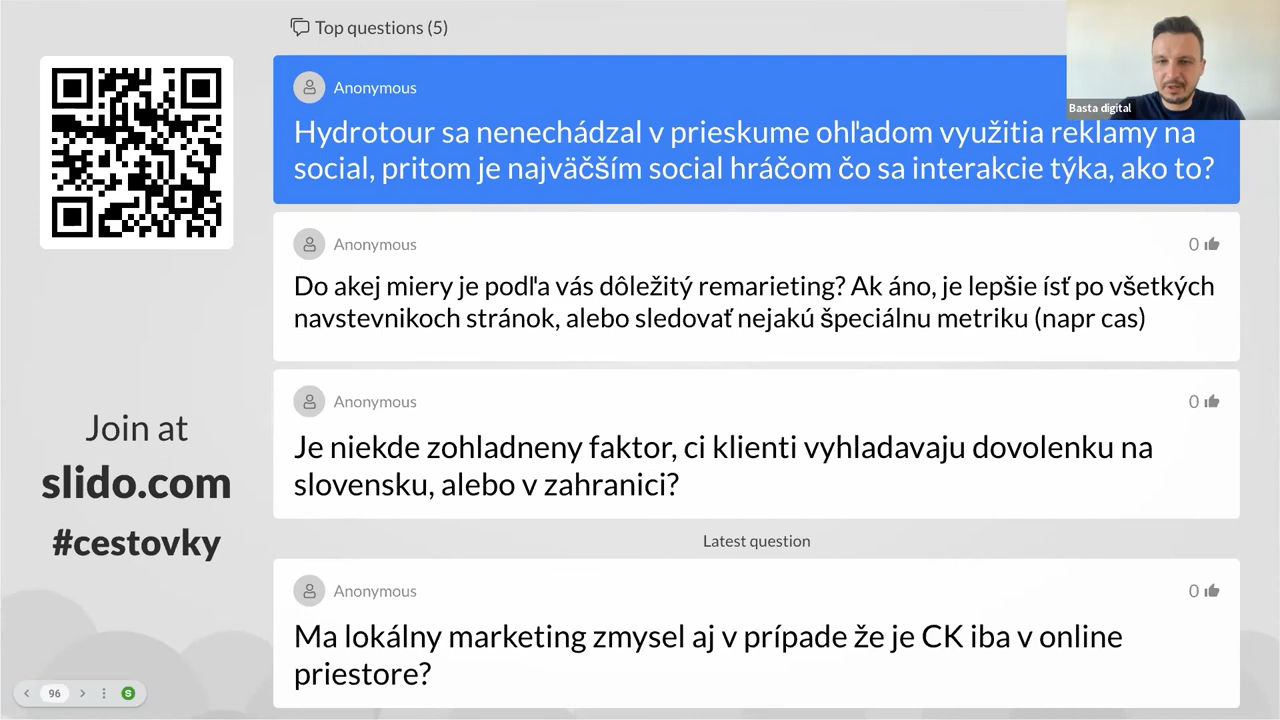 Top questions (5)
Basta digital
Anonymous
Hydrotour sa nenechádzal v prieskume ohľadom využitia reklamy na
social, pritom je najväčším social hráčom čo sa interakcie týka, ako to?
Anonymous
0
Do akej miery je podľa vás dôležitý remarieting? Ak áno, je lepšie ísť po všetkých
navstevnikoch stránok, alebo sledovať nejakú špeciálnu metriku (napr cas)
Anonymous
0
Je niekde zohladneny faktor, ci klienti vyhladavaju dovolenku na
slovensku, alebo v zahranici?
Latest question
Anonymous
0
Ma lokálny marketing zmysel aj v prípade že je CK iba v online
priestore?
Join at
slido.com
#cestovky
96
S